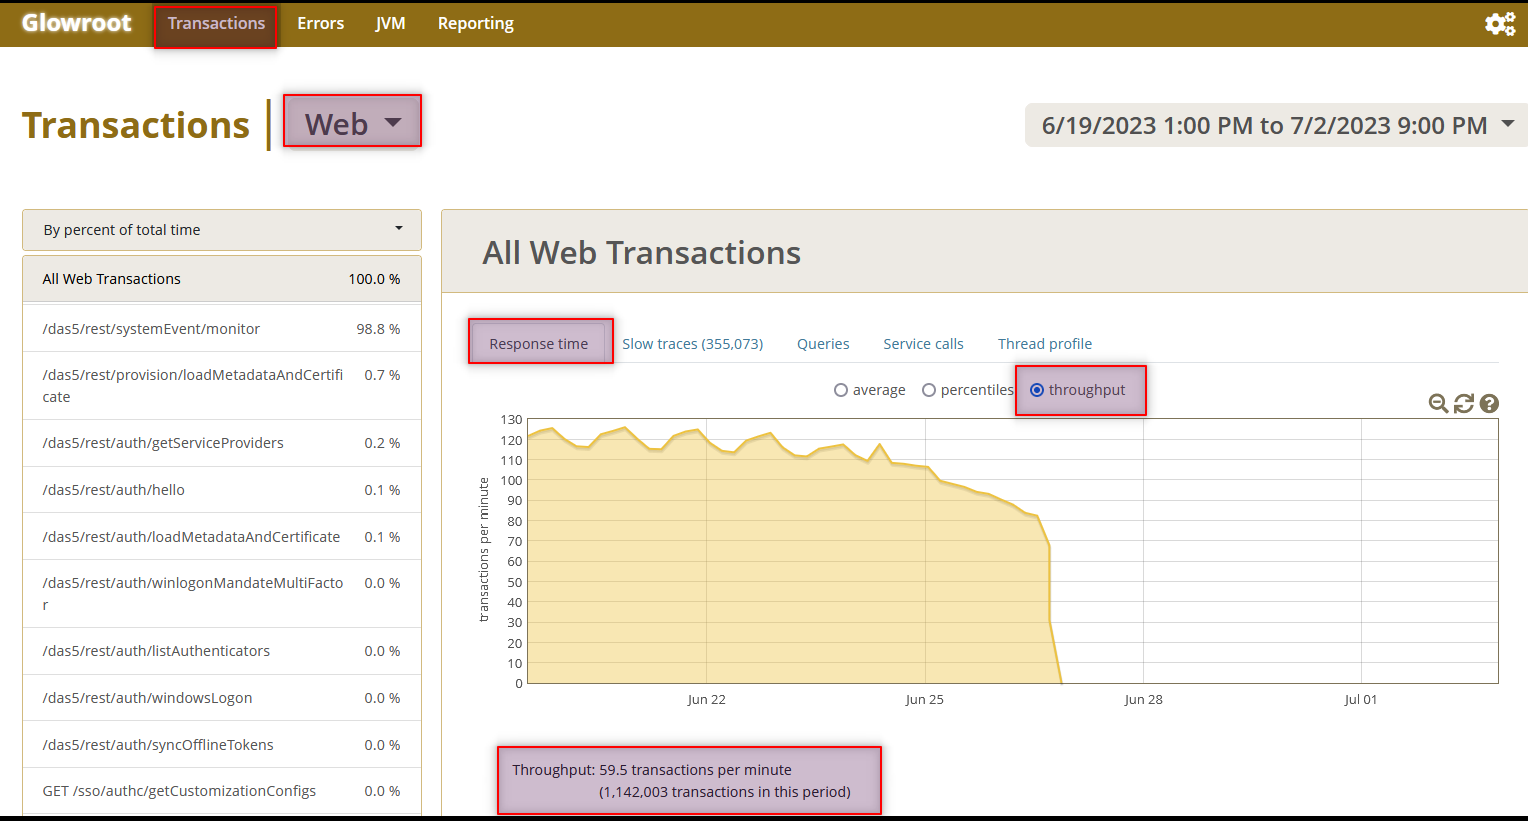 Glowroot Transactions Errors JVM Reporting
Transactions Web
6/19/2023 1:00 PM to 7/2/2023 9:00 PM
By percent of total time
All Web Transactions 100.0 %
/das5/rest/systemEvent/monitor 98.8 %
/das5/rest/provision/loadMetadataAndCertifi 0.7 %
cate
/das5/rest/auth/getServiceProviders 0.2 %
/das5/rest/auth/hello 0.1 %
/das5/rest/auth/loadMetadataAndCertificate 0.1 %
/das5/rest/auth/winlogonMandateMultiFacto 0.0 %
r
/das5/rest/auth/listAuthenticators 0.0 %
/das5/rest/auth/windowsLogon 0.0 %
/das5/rest/auth/syncOfflineTokens 0.0 %
GET /sso/authc/getCustomizationConfigs 0.0 %
All Web Transactions
Response time Slow traces (355,073) Queries Service calls Thread profile
average percentiles throughput
transactions per minute
130
120
110
100
90
80
70
60
50
40
30
20
10
0
Jun 22 Jun 25 Jun 28 Jul 01
Throughput: 59.5 transactions per minute
(1,142,003 transactions in this period)